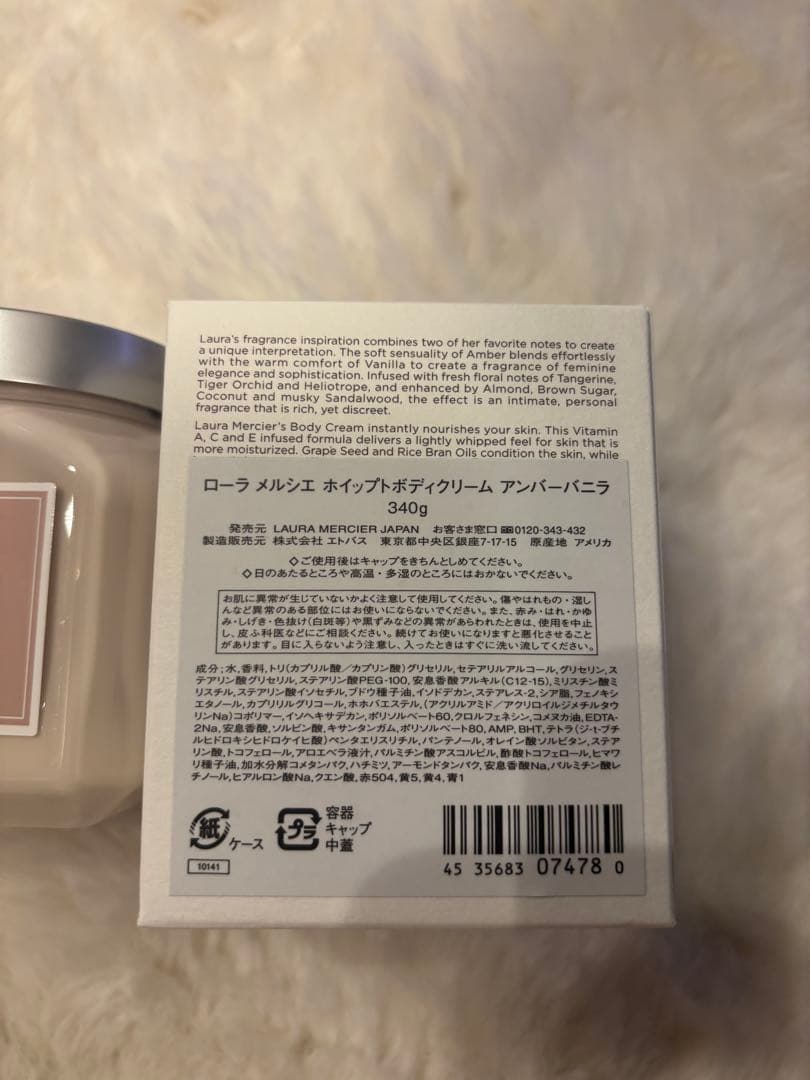 Laura's fragrance inspiration combines two of her favorite notes to create
a unique interpretation. The soft sensuality of Amber blends effortlessly
with the warm comfort of Vanilla to create a fragrance of feminine
elegance and sophistication. Infused with fresh floral notes of Tangerine,
Tiger Orchid and Heliotrope, and enhanced by Almond, Brown Sugar,
Coconut and musky Sandalwood, the effect is an intimate, personal
fragrance that is rich, yet discreet.
Laura Mercier's Body Cream instantly nourishes your skin. This Vitamin
A, C and E infused formula delivers a lightly whipped feel for skin that is
more moisturized. Grape Seed and Rice Bran Oils condition the skin, while
ローラ メルシエ ホイップトボディクリーム アンバーバニラ
340g
発売元 LAURA MERCIER JAPAN お客さま窓口 0120-343-432
製造販売元 株式会社 エトバス 東京都中央区銀座7-17-15 原産地 アメリカ
◇ご使用後はキャップをきちんとしめてください。
◇日のあたるところや高温・多湿のところにはおかないでください。
お肌に異常が生じていないかよく注意して使用してください。傷やはれもの・湿し
んなど異常のある部位にはお使いにならないでください。また、赤み・はれ・かゆ
み・しげき・色抜け(白斑等)や黒ずみなどの異常があらわれたときは、使用を中止
し、皮ふ科医などにご相談ください。続けてお使いになりますと悪化させること
があります。目に入らないよう注意し、入ったときはすぐに洗い流してください。
成分;水,香料,トリ(カプリル酸/カプリン酸)グリセリル,セテアリルアルコール,グリセリン,ス
テアリン酸グリセリル,ステアリン酸PEG-100,安息香酸アルキル(C12-15),ミリスチン酸ミ
リスチル,ステアリン酸イソセチル,ブドウ種子油,イソドデカン,ステアレス-2,シア脂,フェノキシ
エタノール,カプリリルグリコール,ホホバエステル,(アクリルアミド/アクリロイルジメチルタウ
リンNa)コポリマー,イソヘキサデカン,ポリソルベート60,クロルフェネシン,コメヌカ油,EDTA-
2Na,安息香酸,ソルビン酸,キサンタンガム,ポリソルベート80,AMP,BHT,テトラ(ジ-t-ブチ
ルヒドロキシヒドロケイヒ酸)ペンタエリスリチル,パンテノール,オレイン酸ソルビタン,ステア
リン酸,トコフェロール,アロエベラ液汁,パルミチン酸アスコルビル,酢酸トコフェロール,ヒマワ
リ種子油,加水分解コメタンパク,ハチミツ,アーモンドタンパク,安息香酸Na,パルミチン酸レ
チノール,ヒアルロン酸Na,クエン酸,赤504,黄5,黄4,青1
紙 ケース
プラ 容器
キャップ
中蓋
10141
45 35683 07478 0